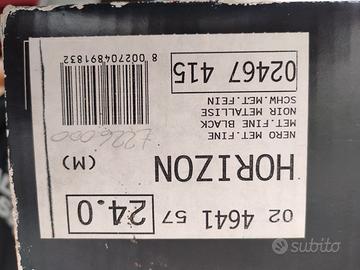 02 4641 57 24.0
HORIZON (M)
NERO MET.FINE
MET.FINE BLACK
NOIR METALLISE
SCHW.MET.FEIN
£226000
8 002704 891832
02467 415
subito